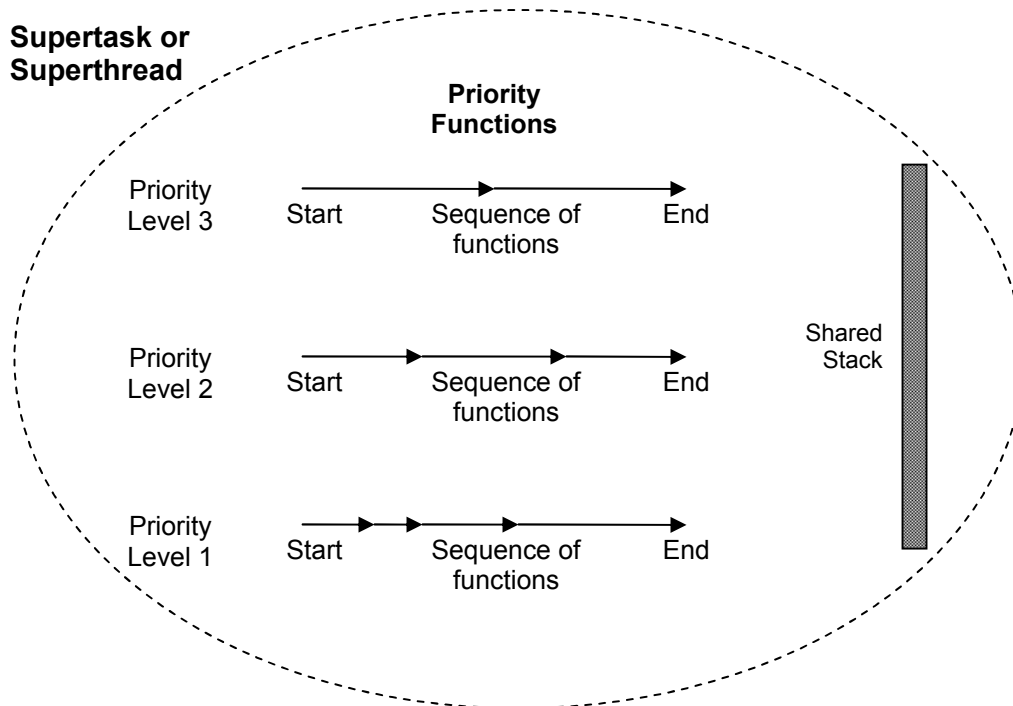 Supertask or
Superthread
Priority
Functions
Priority
Level 3
Start
Sequence of
functions
End
Priority
Level 2
Start
Sequence of
functions
End
Shared
Stack
Priority
Level 1
Start
Sequence of
functions
End